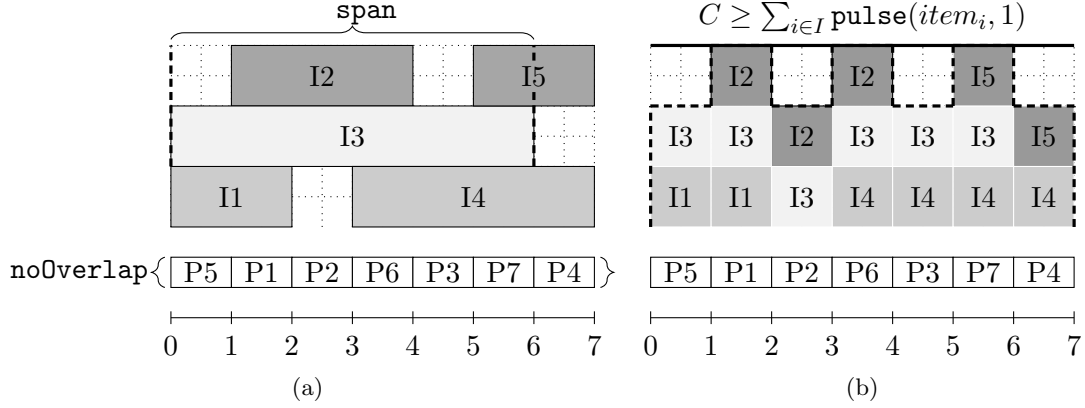 span
I2 I5
I3
I1 I4
noOverlap { P5 P1 P2 P6 P3 P7 P4 }
0 1 2 3 4 5 6 7
(a)
C ≥ ∑i∈I pulse(itemi, 1)
I2 I2 I5
I3 I3 I2 I3 I3 I3 I5
I1 I1 I3 I4 I4 I4 I4
P5 P1 P2 P6 P3 P7 P4
0 1 2 3 4 5 6 7
(b)